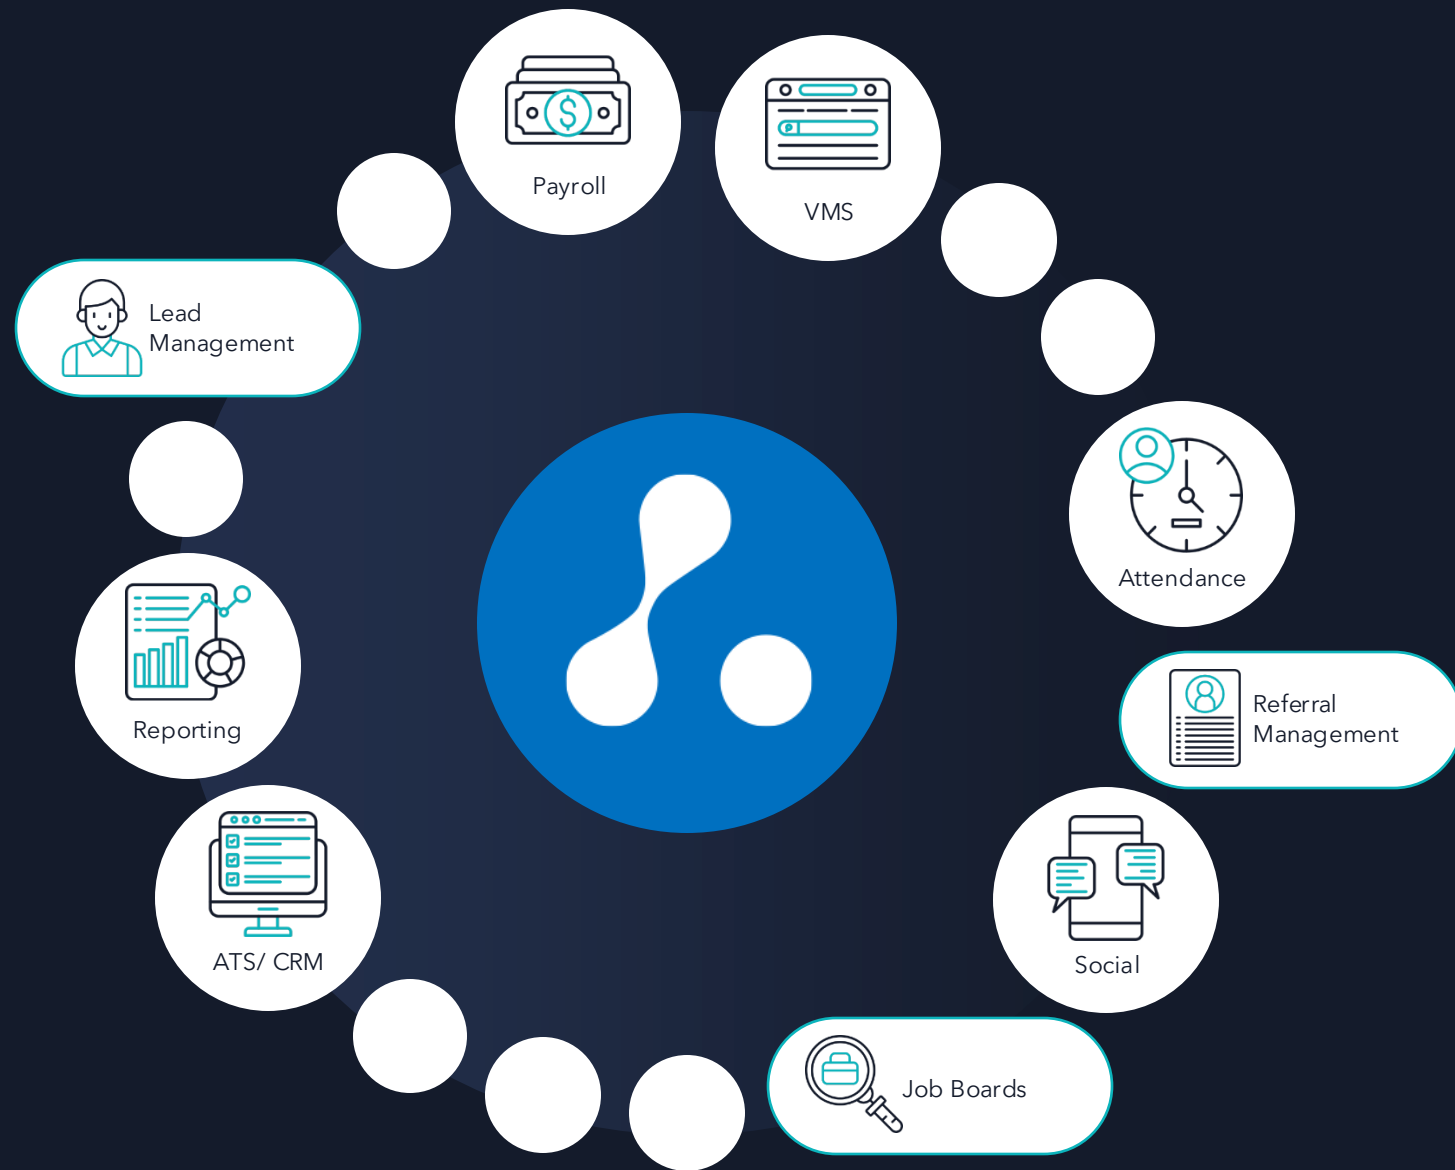 Payroll
VMS
Lead
Management
Attendance
Reporting
Referral
Management
ATS/ CRM
Social
Job Boards